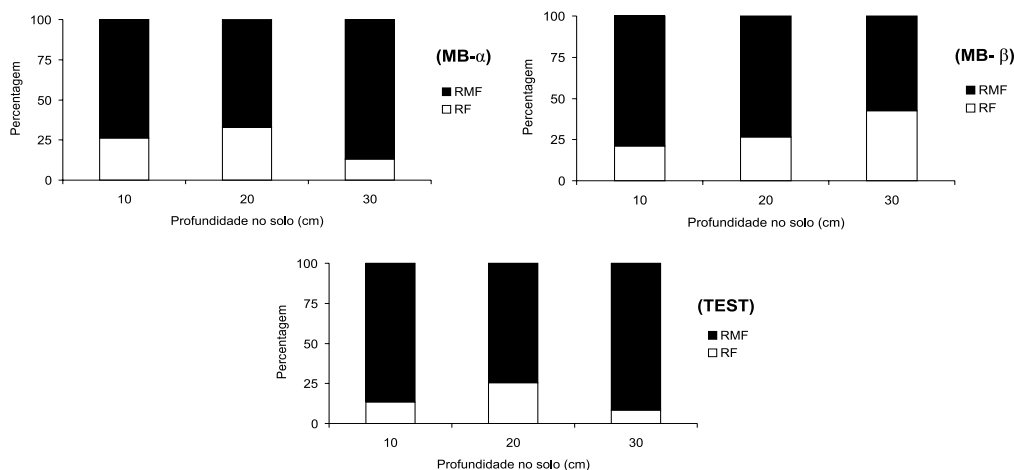 100
75
50
25
0
Percentagem
10 20 30
Profundidade no solo (cm)
(MB-α)
RMF
RF
100
75
50
25
0
Percentagem
10 20 30
Profundidade no solo (cm)
(MB- β)
RMF
RF
100
75
50
25
0
Percentagem
10 20 30
Profundidade no solo (cm)
(TEST)
RMF
RF